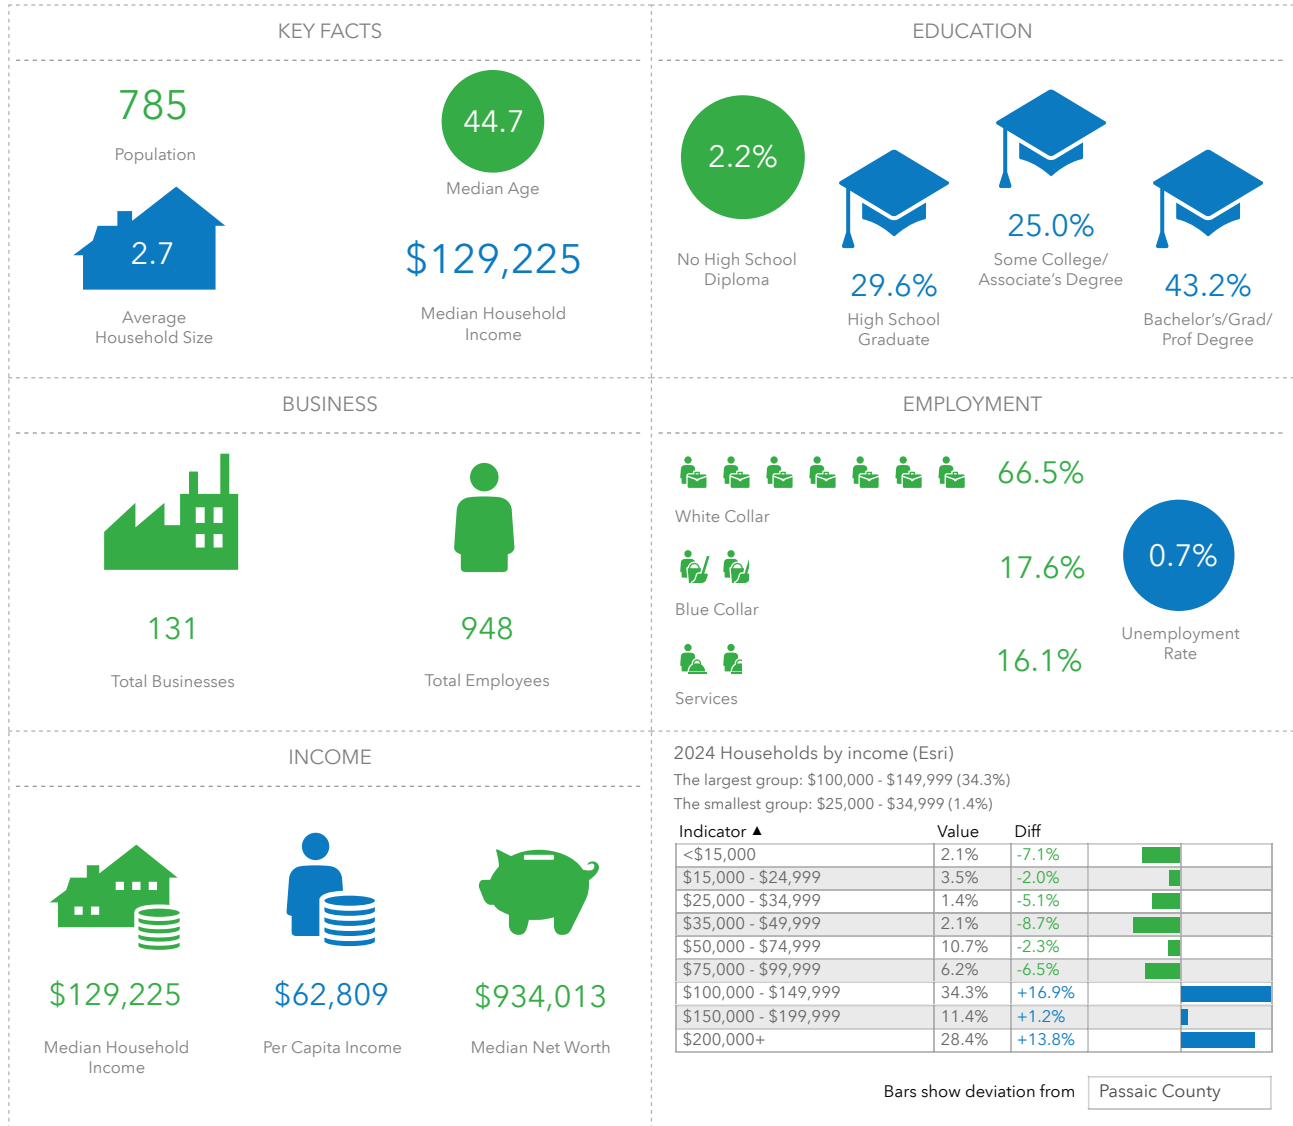 KEY FACTS
785
Population
44.7
Median Age
2.7
Average
Household Size
$129,225
Median Household
Income
EDUCATION
2.2%
No High School
Diploma
29.6%
High School
Graduate
25.0%
Some College/
Associate's Degree
43.2%
Bachelor's/Grad/
Prof Degree
BUSINESS
131
Total Businesses
948
Total Employees
EMPLOYMENT
66.5%
White Collar
17.6%
Blue Collar
16.1%
Services
0.7%
Unemployment
Rate
INCOME
$129,225
Median Household
Income
$62,809
Per Capita Income
$934,013
Median Net Worth
2024 Households by income (Esri)
The largest group: $100,000 - $149,999 (34.3%)
The smallest group: $25,000 - $34,999 (1.4%)
Indicator ▲ Value Diff
<$15,000 2.1% -7.1%
$15,000 - $24,999 3.5% -2.0%
$25,000 - $34,999 1.4% -5.1%
$35,000 - $49,999 2.1% -8.7%
$50,000 - $74,999 10.7% -2.3%
$75,000 - $99,999 6.2% -6.5%
$100,000 - $149,999 34.3% +16.9%
$150,000 - $199,999 11.4% +1.2%
$200,000+ 28.4% +13.8%
Bars show deviation from Passaic County